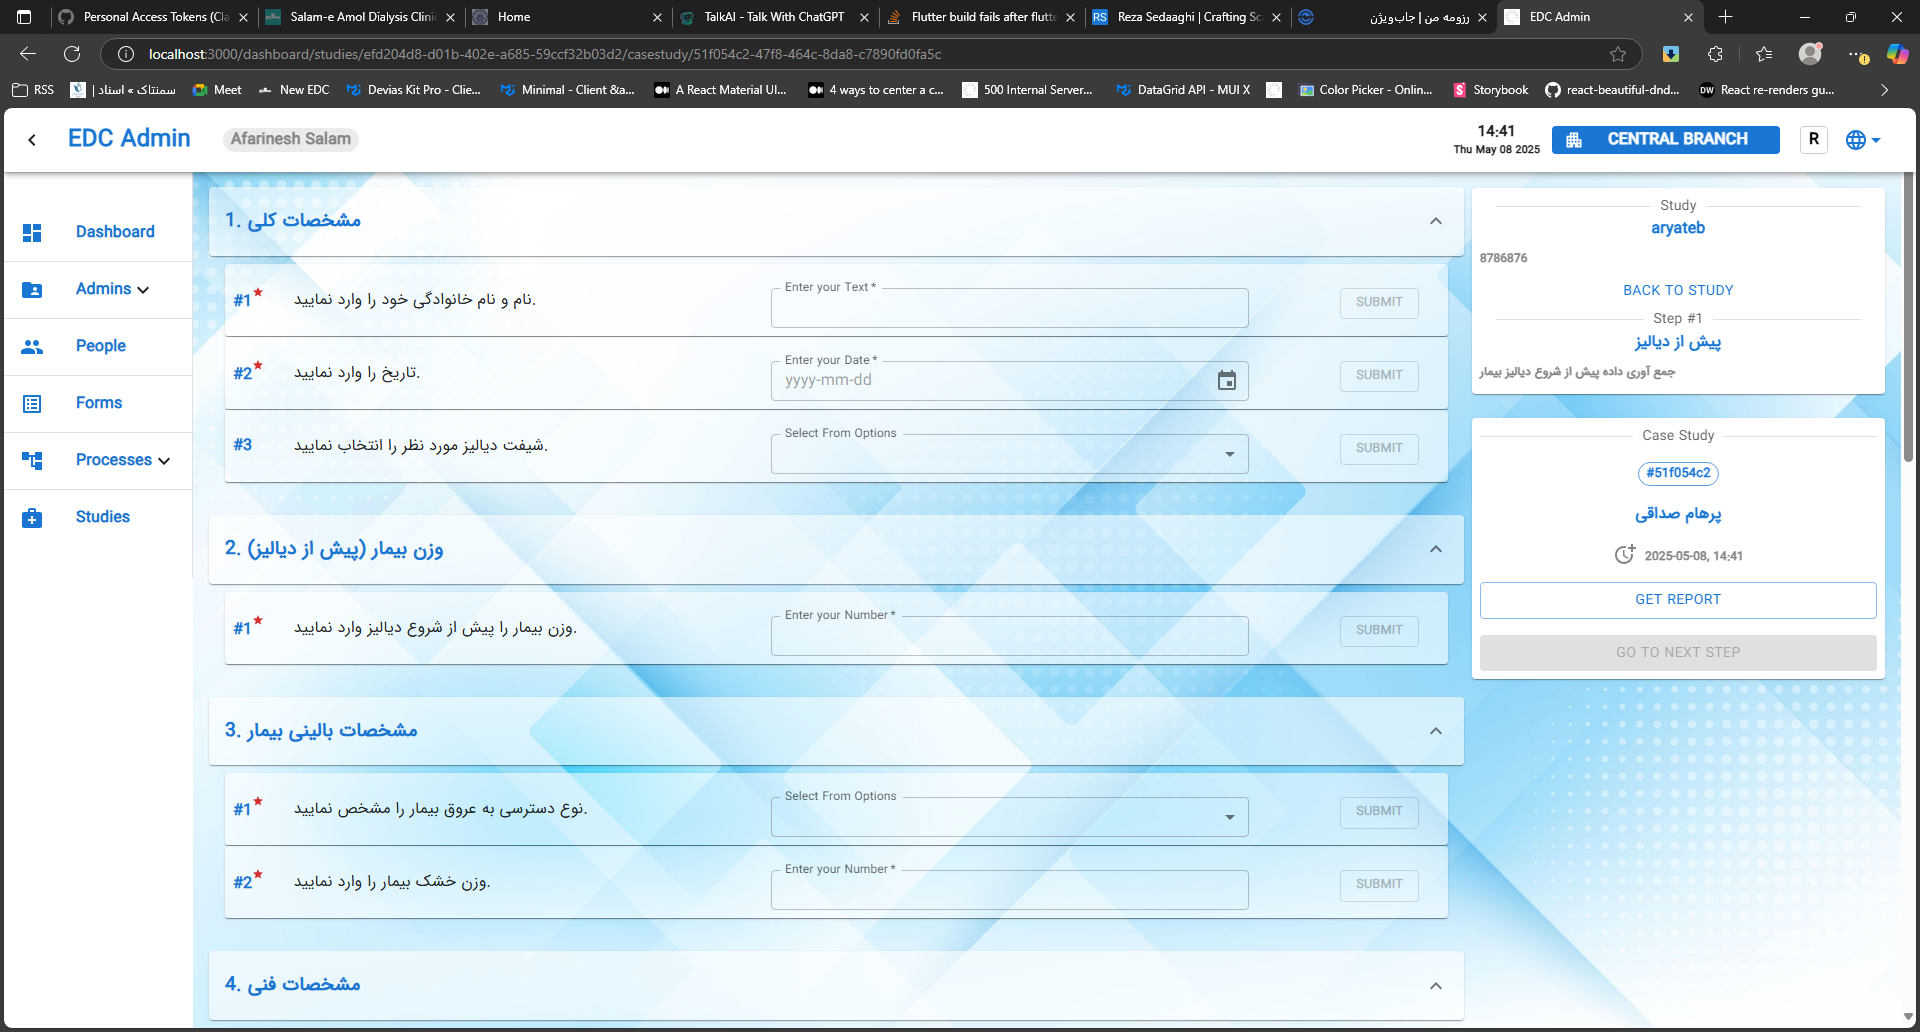 Personal Access Tokens (Cla
Salam-e Amol Dialysis Clinic
Home
TalkAI - Talk With ChatGPT
Flutter build fails after flutte
RS Reza Sedaaghi | Crafting Sc
رزومه من | جاب‌ویژن
EDC Admin
localhost:3000/dashboard/studies/efd204d8-d01b-402e-a685-59ccf32b03d2/casestudy/51f054c2-47f8-464c-8da8-c7890fd0fa5c
RSS
سمنتاک » اسناد |
Meet
New EDC
Devias Kit Pro - Clie...
Minimal - Client &a...
A React Material UI...
4 ways to center a c...
500 Internal Server...
DataGrid API - MUI X
Color Picker - Onlin...
Storybook
react-beautiful-dnd...
DW React re-renders gu...
EDC Admin
Afarinesh Salam
14:41
Thu May 08 2025
CENTRAL BRANCH
R
Dashboard
Admins
People
Forms
Processes
Studies
1. مشخصات کلی
#1* نام و نام خانوادگی خود را وارد نمایید.
Enter your Text *
SUBMIT
#2* تاریخ را وارد نمایید.
Enter your Date *
yyyy-mm-dd
SUBMIT
#3 شیفت دیالیز مورد نظر را انتخاب نمایید.
Select From Options
SUBMIT
2. وزن بیمار (پیش از دیالیز)
#1* وزن بیمار را پیش از شروع دیالیز وارد نمایید.
Enter your Number *
SUBMIT
3. مشخصات بالینی بیمار
#1* نوع دسترسی به عروق بیمار را مشخص نمایید.
Select From Options
SUBMIT
#2* وزن خشک بیمار را وارد نمایید.
Enter your Number *
SUBMIT
4. مشخصات فنی
Study
aryateb
8786876
BACK TO STUDY
Step #1
پیش از دیالیز
جمع آوری داده پیش از شروع دیالیز بیمار
Case Study
#51f054c2
پرهام صداقی
2025-05-08, 14:41
GET REPORT
GO TO NEXT STEP